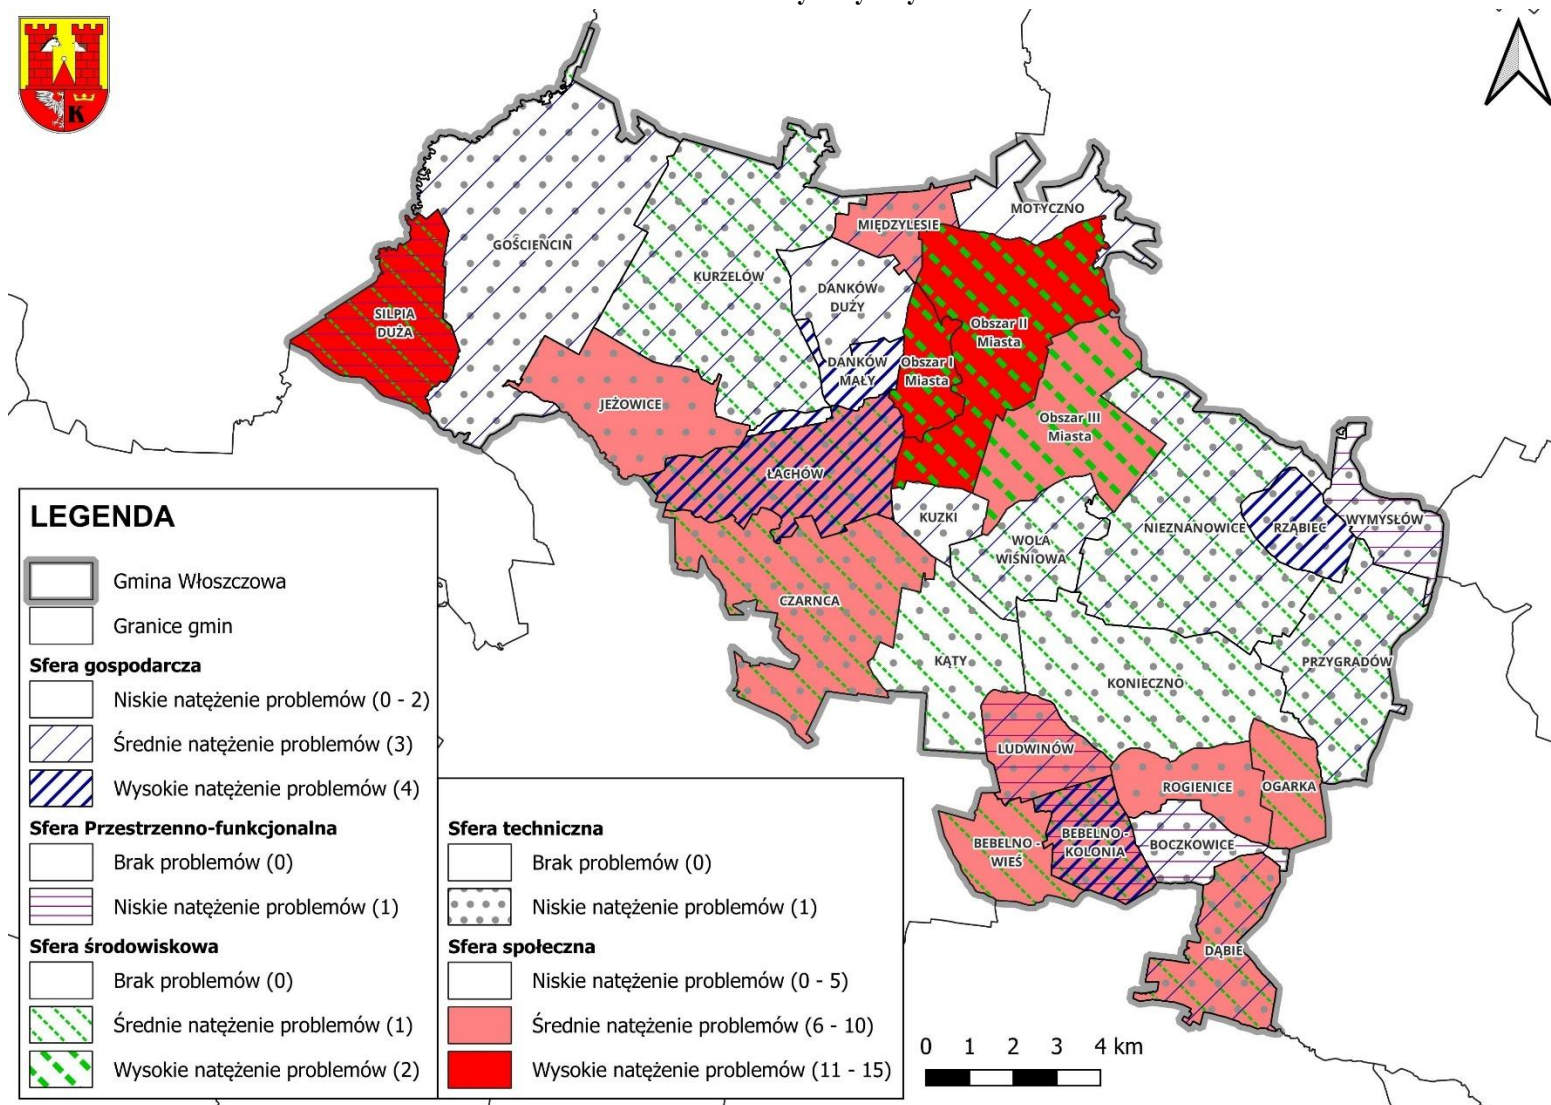 K
MOTYCZNO
MIĘDZYLESIE
GOŚCIENCIN
KURZELÓW
DANKÓW
DUŻY
SILPIA
DUŻA
Obszar II
Miasta
DANKÓW
MAŁY
Obszar I
Miasta
JEŻOWICE
Obszar III
Miasta
ŁACHÓW
KUZKI
NIEZNANOWICE
RZĄBIEC
WYMYSŁÓW
WOLA
WIŚNIOWA
CZARNCA
KĄTY
KONIECZNO
PRZYGRADÓW
LUDWINÓW
ROGIENICE
OGARKA
BEBELNO -
WIEŚ
BEBELNO -
KOLONIA
BOCZKOWICE
DĄBIE
LEGENDA
Gmina Włoszczowa
Granice gmin
Sfera gospodarcza
Niskie natężenie problemów (0 - 2)
Średnie natężenie problemów (3)
Wysokie natężenie problemów (4)
Sfera Przestrzenno-funkcjonalna
Brak problemów (0)
Niskie natężenie problemów (1)
Sfera środowiskowa
Brak problemów (0)
Średnie natężenie problemów (1)
Wysokie natężenie problemów (2)
Sfera techniczna
Brak problemów (0)
Niskie natężenie problemów (1)
Sfera społeczna
Niskie natężenie problemów (0 - 5)
Średnie natężenie problemów (6 - 10)
Wysokie natężenie problemów (11 - 15)
0 1 2 3 4 km